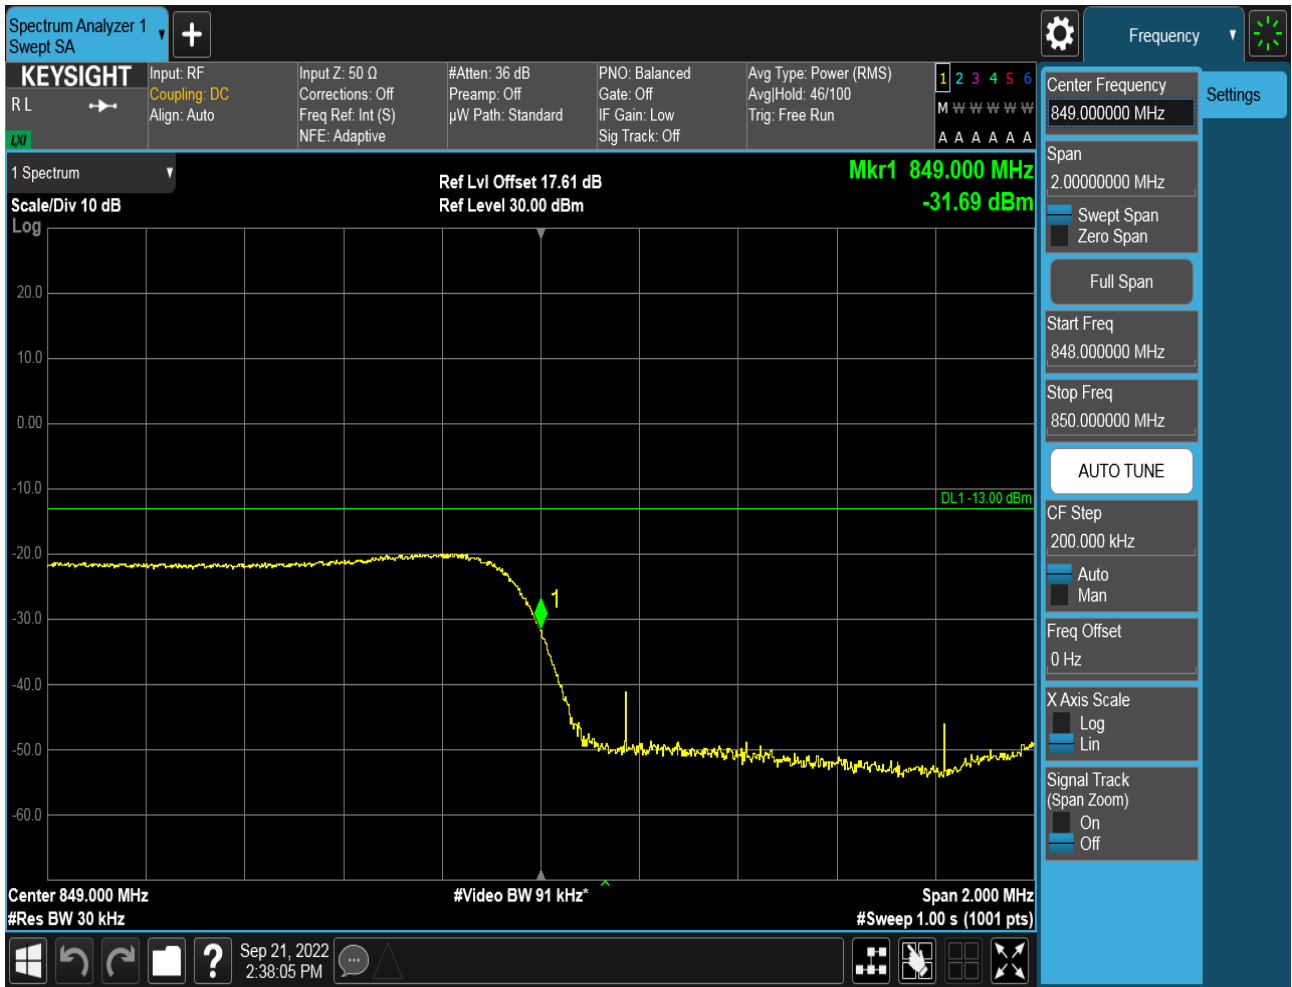 Spectrum Analyzer 1
Swept SA
Frequency
KEYSIGHT
R L
LXI
Input: RF
Coupling: DC
Align: Auto
Input Z: 50 Ω
Corrections: Off
Freq Ref: Int (S)
NFE: Adaptive
#Atten: 36 dB
Preamp: Off
µW Path: Standard
PNO: Balanced
Gate: Off
IF Gain: Low
Sig Track: Off
Avg Type: Power (RMS)
Avg|Hold: 46/100
Trig: Free Run
1 2 3 4 5 6
M W W W W W
A A A A A A
1 Spectrum
Scale/Div 10 dB
Log
Ref Lvl Offset 17.61 dB
Ref Level 30.00 dBm
Mkr1 849.000 MHz
-31.69 dBm
20.0
10.0
0.00
-10.0
DL1 -13.00 dBm
-20.0
1
-30.0
-40.0
-50.0
-60.0
Center 849.000 MHz
#Res BW 30 kHz
#Video BW 91 kHz*
Span 2.000 MHz
#Sweep 1.00 s (1001 pts)
Center Frequency
849.000000 MHz
Settings
Span
2.00000000 MHz
Swept Span
Zero Span
Full Span
Start Freq
848.000000 MHz
Stop Freq
850.000000 MHz
AUTO TUNE
CF Step
200.000 kHz
Auto
Man
Freq Offset
0 Hz
X Axis Scale
Log
Lin
Signal Track
(Span Zoom)
On
Off
?
Sep 21, 2022
2:38:05 PM